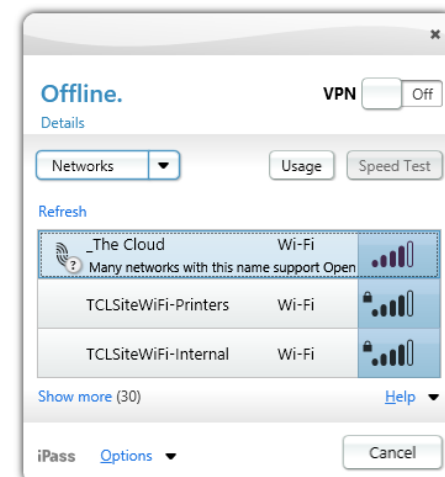 Offline.
VPN Off
Details
Networks Usage Speed Test
Refresh
_The Cloud Wi-Fi
? Many networks with this name support Open
TCLSiteWiFi-Printers Wi-Fi
TCLSiteWiFi-Internal Wi-Fi
Show more (30) Help
iPass Options Cancel